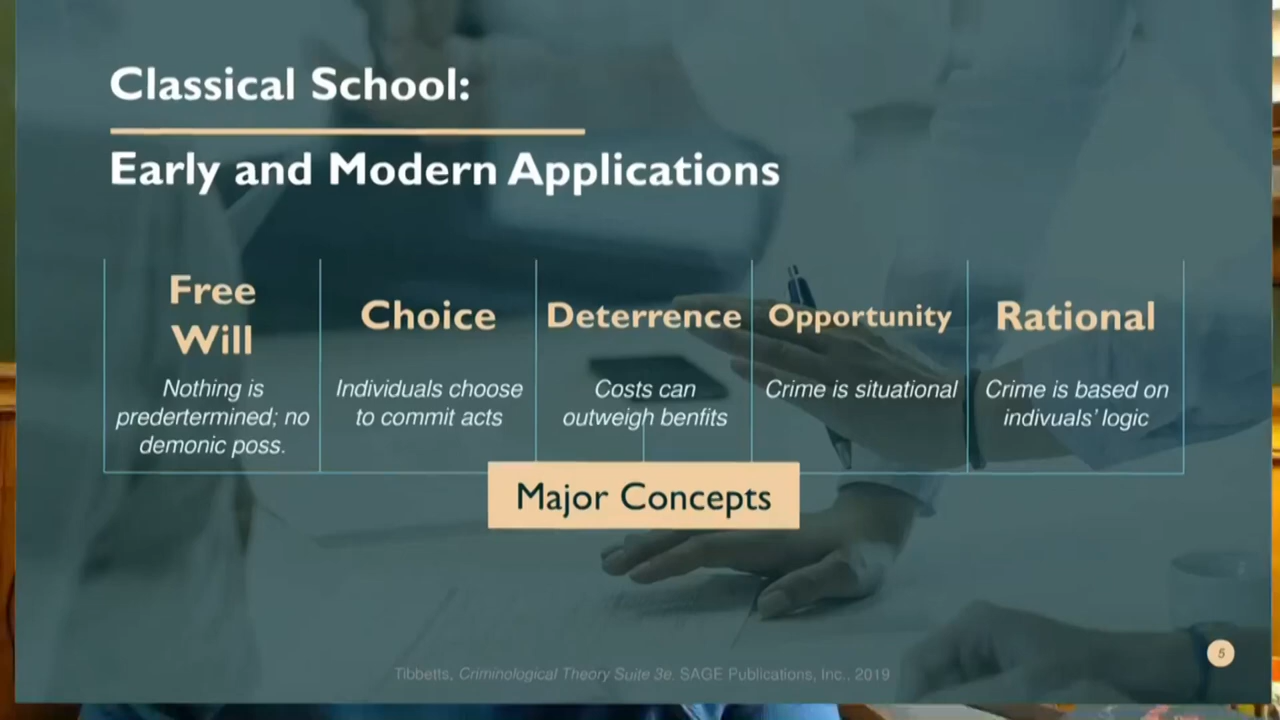 Classical School:
Early and Modern Applications
Free
Will
Nothing is
predertermined; no
demonic poss.
Choice
Individuals choose
to commit acts
Deterrence
Costs can
outweigh benfits
Opportunity
Crime is situational
Rational
Crime is based on
indivuals' logic
Major Concepts
5
Tibbetts, Criminological Theory Suite 3e. SAGE Publications, Inc., 2019